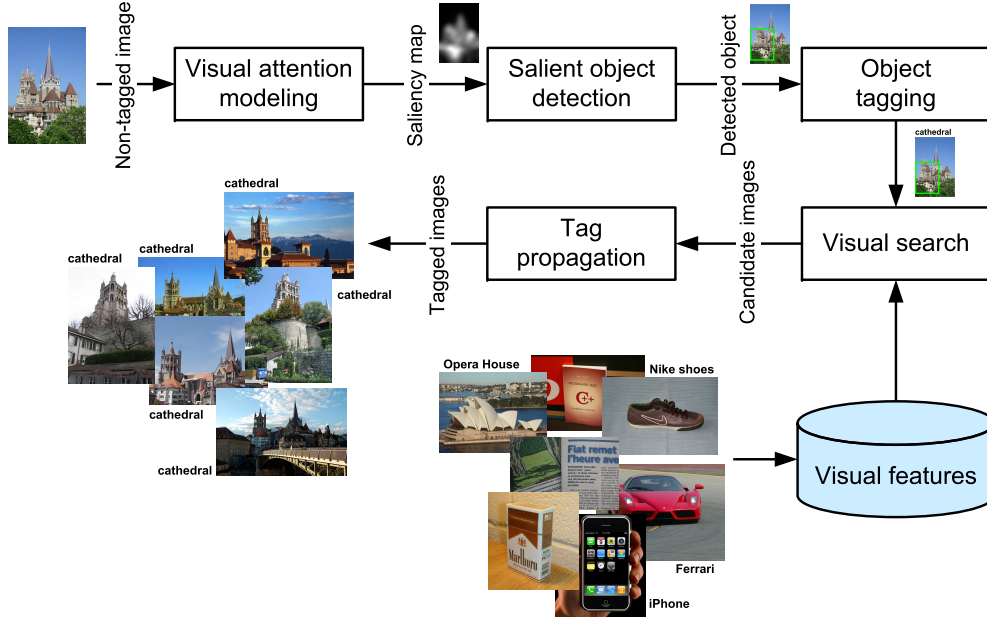 Non-tagged image
Visual attention
modeling
Saliency map
Salient object
detection
Detected object
Object
tagging
cathedral
Visual search
Candidate images
Tag
propagation
Tagged images
cathedral
cathedral
cathedral
cathedral
cathedral
cathedral
Opera House
Nike shoes
C++
Fiat remet
l'heure ave
Marlboro
Ferrari
iPhone
Visual features